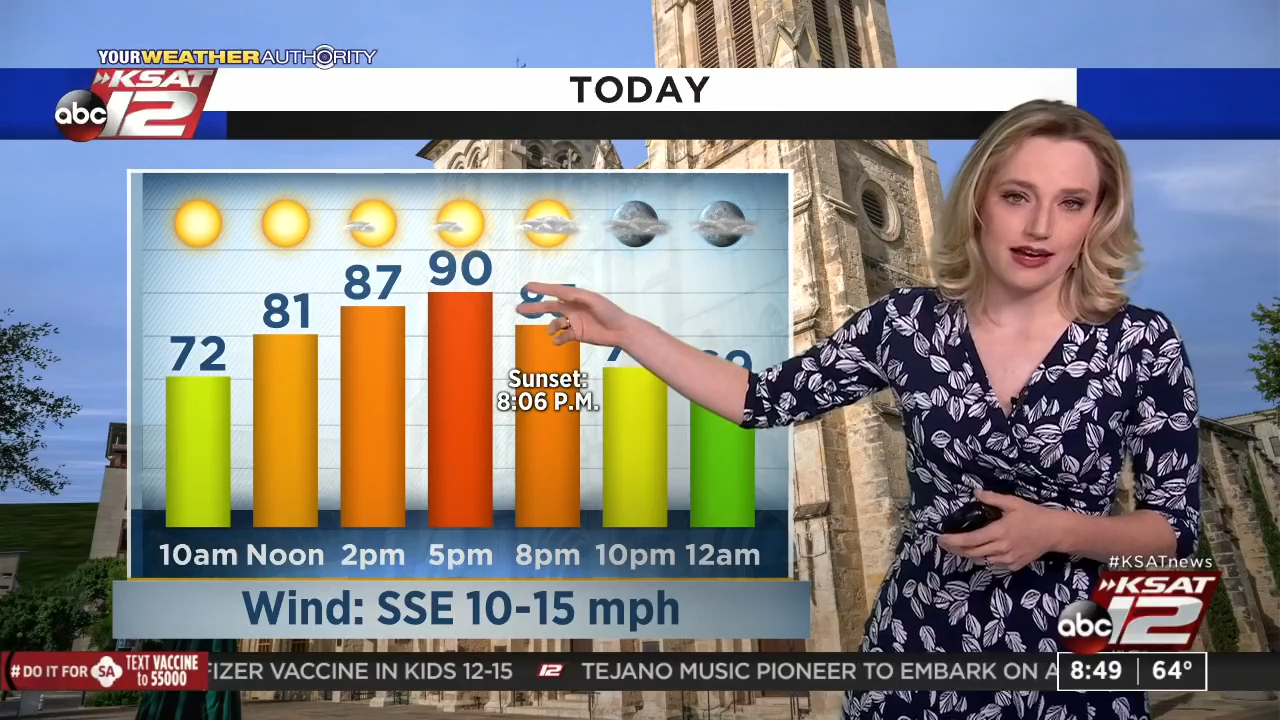 YOUR WEATHER AUTHORITY
KSAT
abc 12
TODAY
72
81
87
90
Sunset:
8:06 P.M.
10am Noon 2pm 5pm 8pm 10pm 12am
Wind: SSE 10-15 mph
#KSATnews
KSAT
abc 12
#DO IT FOR SA TEXT VACCINE to 55000
FIZER VACCINE IN KIDS 12-15 12 TEJANO MUSIC PIONEER TO EMBARK ON A
8:49 64°